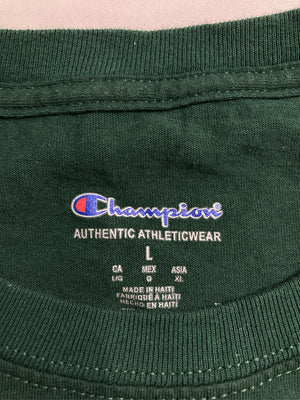 Champion
AUTHENTIC ATHLETICWEAR
L
CA MEX ASIA
L/G G XL
MADE IN HAITI
FABRIQUÉ À HAÏTI
HECHO EN HAITI